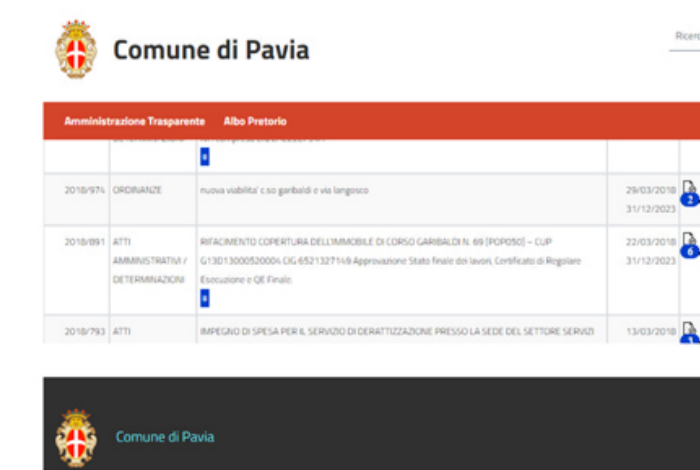 Comune di Pavia
Ricerc
Amministrazione Trasparente Albo Pretorio
2018/974 ORDINANZE nuova viabilita' c.so garibaldi e via langosco 29/03/2018 2
31/12/2023
2018/891 ATTI RIFACIMENTO COPERTURA DELL'IMMOBILE DI CORSO GARIBALDI N. 69 [POP050] – CUP 22/03/2018 6
AMMINISTRATIVI / G13D13000520004 CIG 6521327149 Approvazione Stato finale dei lavori, Certificato di Regolare 31/12/2023
DETERMINAZIONI Esecuzione e QE Finale.
2018/793 ATTI IMPEGNO DI SPESA PER IL SERVIZIO DI DERATTIZZAZIONE PRESSO LA SEDE DEL SETTORE SERVIZI 13/03/2018
Comune di Pavia